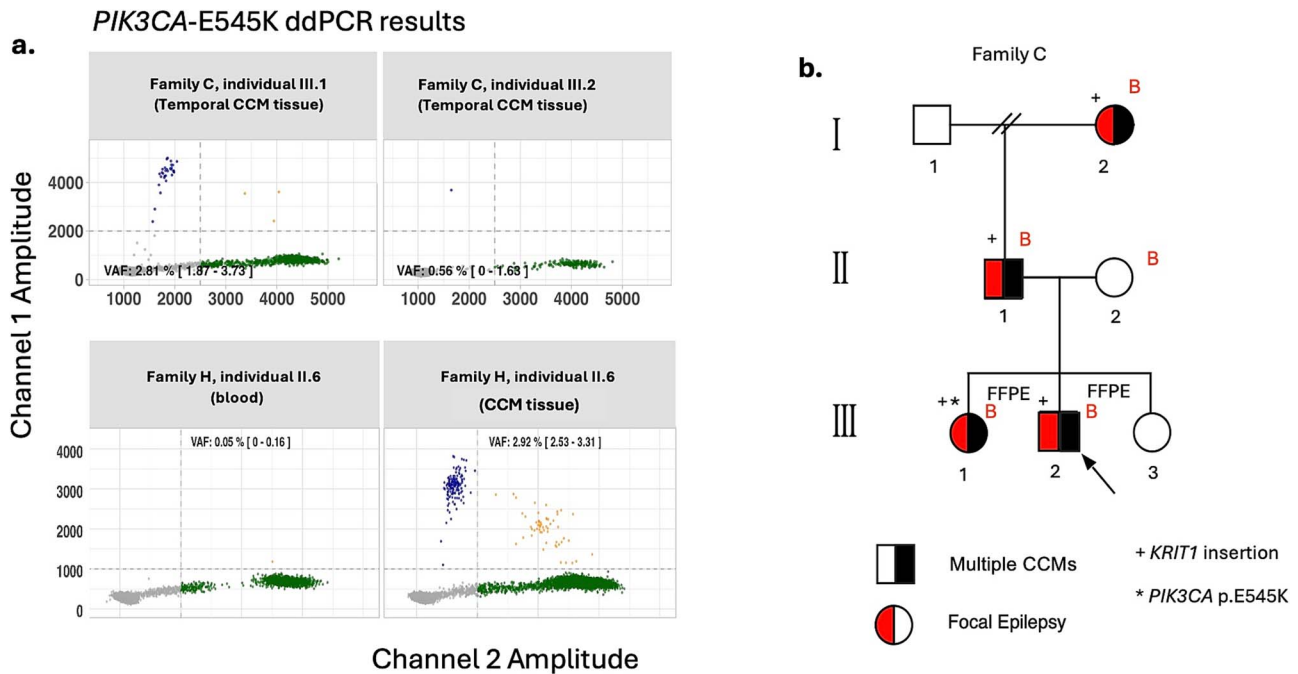 PIK3CA-E545K ddPCR results
a.
Family C, individual III.1
(Temporal CCM tissue)
Family C, individual III.2
(Temporal CCM tissue)
Channel 1 Amplitude
4000
2000
0
VAF: 2.81 % [ 1.87 - 3.73 ]
VAF: 0.56 % [ 0 - 1.63 ]
1000 2000 3000 4000 5000
1000 2000 3000 4000 5000
Family H, individual II.6
(blood)
Family H, individual II.6
(CCM tissue)
VAF: 0.05 % [ 0 - 0.16 ]
VAF: 2.92 % [ 2.53 - 3.31 ]
4000
3000
2000
1000
0
Channel 2 Amplitude
b.
Family C
I
+ B
1 2
II
+ B B
1 2
III
+* FFPE B + FFPE B
1 2 3
Multiple CCMs
Focal Epilepsy
+ KRIT1 insertion
* PIK3CA p.E545K